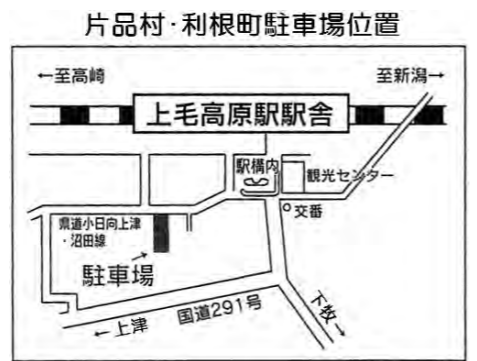 片品村・利根町駐車場位置
←至高崎
至新潟→
上毛高原駅駅舎
駅構内
観光センター
交番
県道小日向上津
・沼田線
駐車場
←上津
国道291号
下牧→